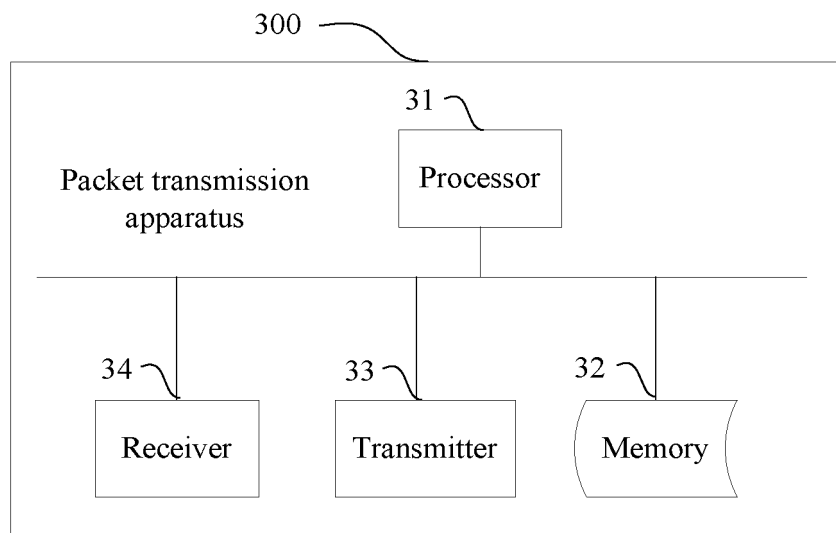 300
31
Processor
Packet transmission
apparatus
34
33
32
Receiver
Transmitter
Memory